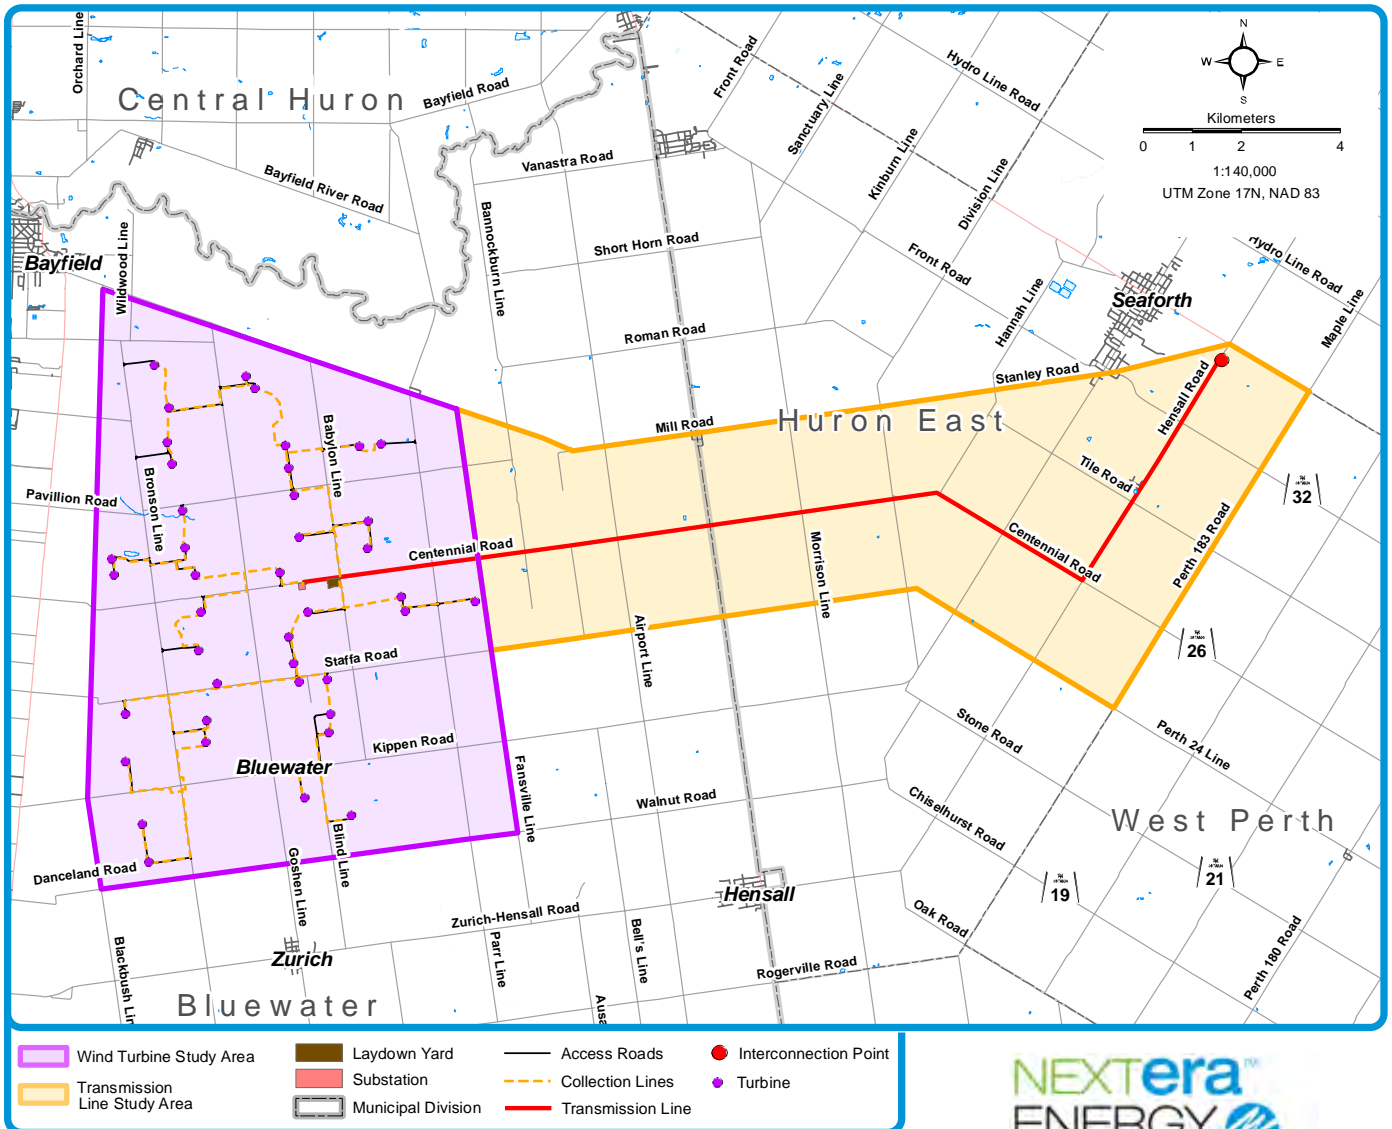 Orchard Line
Central Huron
Bayfield Road
Front Road
Sanctuary Line
Hydro Line Road
N
W
E
S
Kilometers
0 1 2 4
1:140,000
UTM Zone 17N, NAD 83
Vanastra Road
Kinburn Line
Division Line
Bayfield River Road
Bannockburn Line
Short Horn Road
Front Road
Hydro Line Road
Bayfield
Wildwood Line
Hannah Line
Seaforth
Maple Line
Roman Road
Stanley Road
Hensall Road
Babylon Line
Mill Road
Huron East
Bronson Line
Tile Road
Pavillion Road
32
Centennial Road
Centennial Road
Morrison Line
Perth 183 Road
Airport Line
26
Staffa Road
Stone Road
Perth 24 Line
Kippen Road
Bluewater
Fansville Line
Walnut Road
Chiselhurst Road
West Perth
Blind Line
Goshen Line
Danceland Road
21
19
Hensall
Zurich-Hensall Road
Oak Road
Bell's Line
Parr Line
Blackbush Lin
Zurich
Rogerville Road
Perth 180 Road
Ausa
Bluewater
Wind Turbine Study Area
Transmission
Line Study Area
Laydown Yard
Substation
Municipal Division
Access Roads
Collection Lines
Transmission Line
Interconnection Point
Turbine
NEXTera™
ENERGY